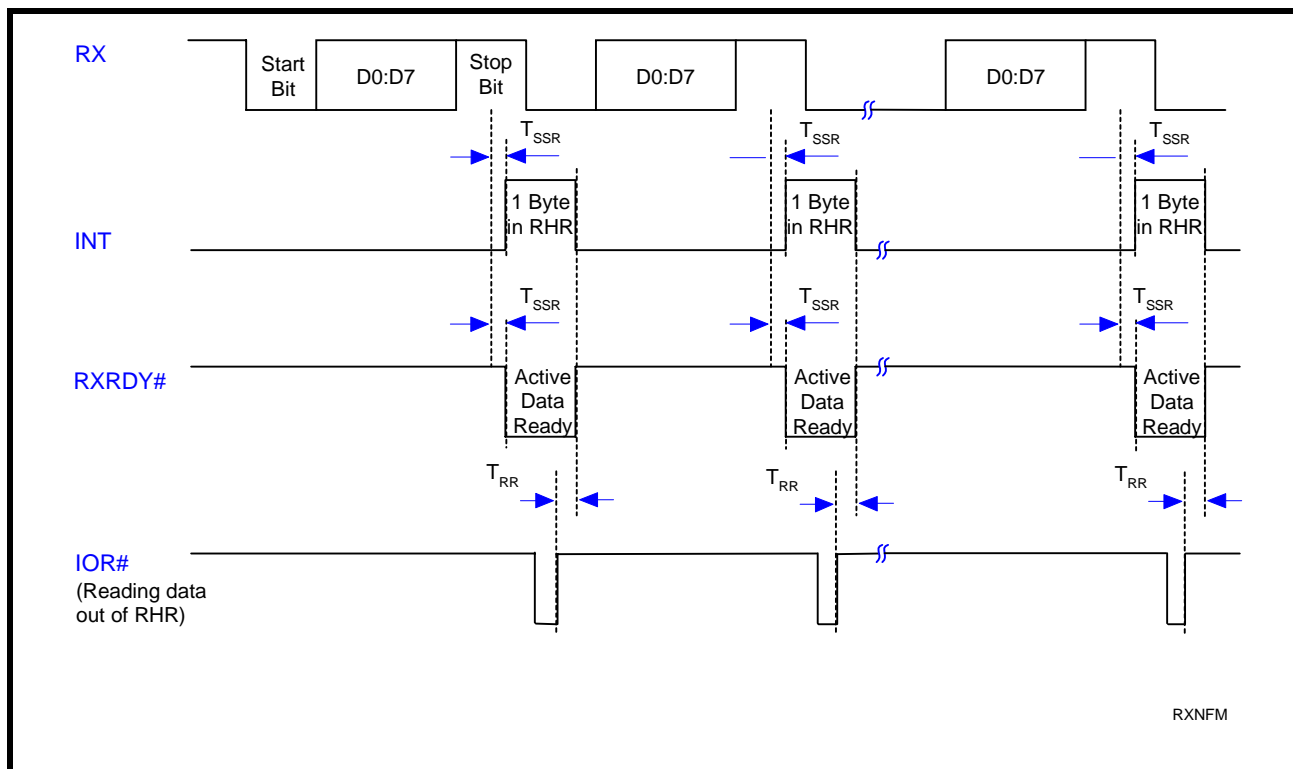 RX
Start
Bit
D0:D7
Stop
Bit
D0:D7
D0:D7
TSSR
TSSR
TSSR
1 Byte
in RHR
1 Byte
in RHR
1 Byte
in RHR
INT
TSSR
TSSR
TSSR
RXRDY#
Active
Data
Ready
Active
Data
Ready
Active
Data
Ready
TRR
TRR
TRR
IOR#
(Reading data
out of RHR)
RXNFM